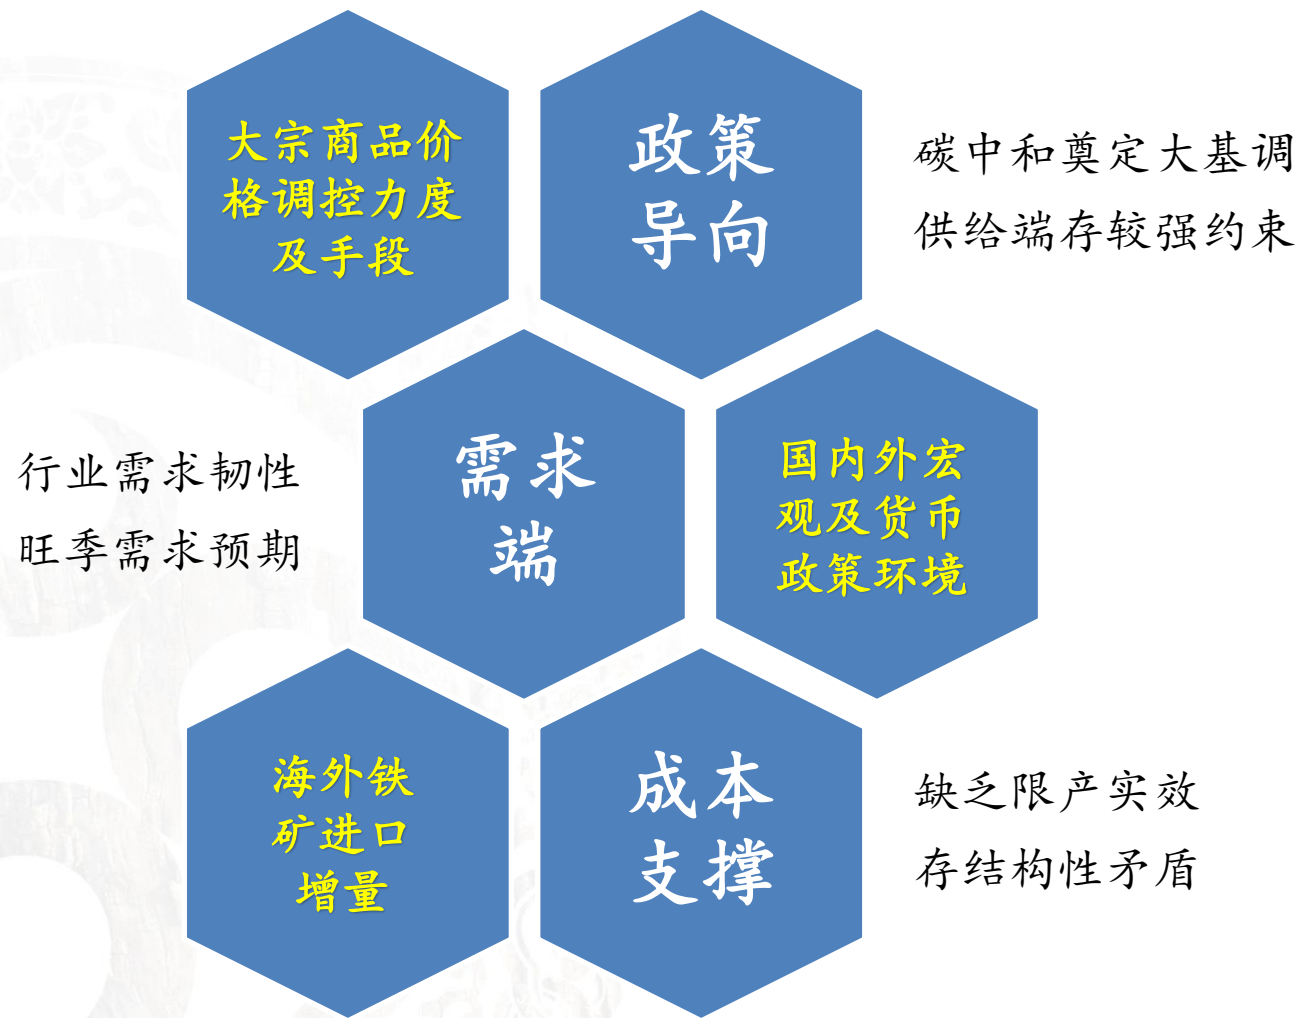 大宗商品价
格调控力度
及手段
政策
导向
碳中和奠定大基调
供给端存较强约束
行业需求韧性
旺季需求预期
需求
端
国内外宏
观及货币
政策环境
海外铁
矿进口
增量
成本
支撑
缺乏限产实效
存结构性矛盾